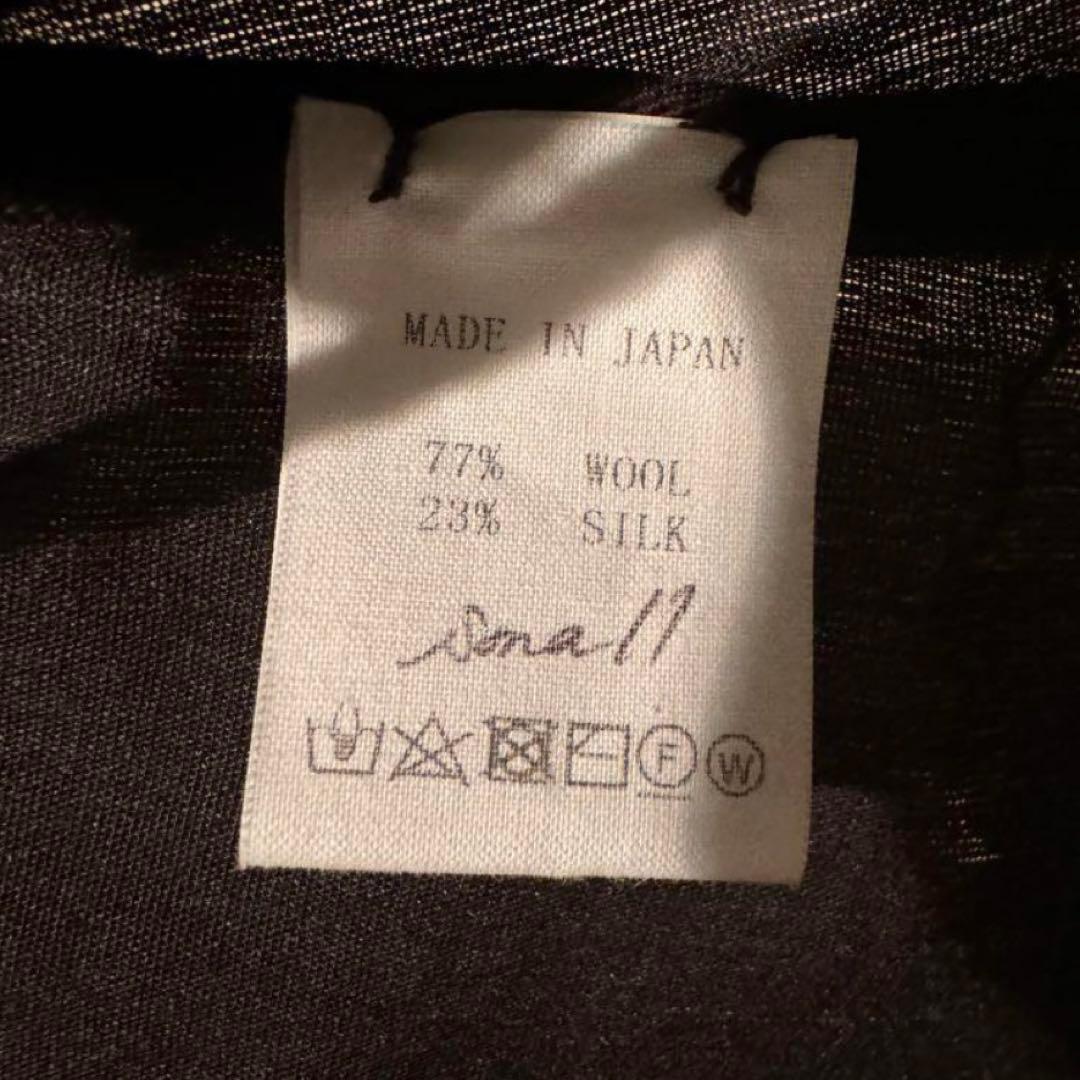 MADE IN JAPAN
77% WOOL
23% SILK
small
F W